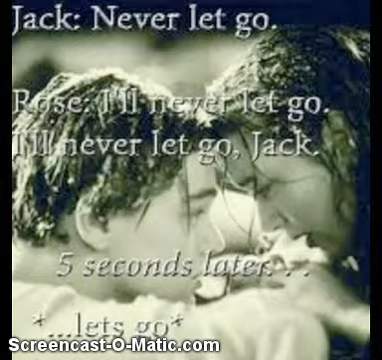 Jack: Never let go.
Rose: I'll never let go.
I'll never let go, Jack.
5 seconds later. . .
*...lets go*
Screencast-O-Matic.com